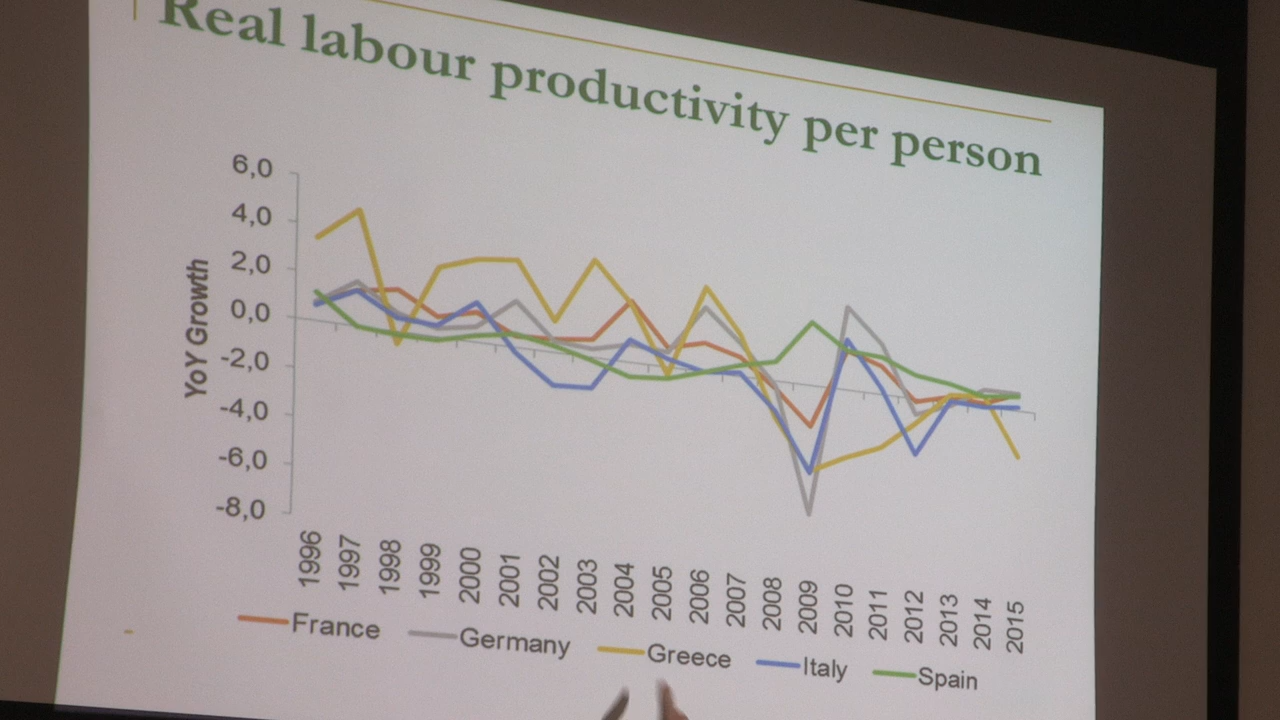 Real labour productivity per person
6,0
4,0
2,0
0,0
-2,0
-4,0
-6,0
-8,0
YoY Growth
1996 1997 1998 1999 2000 2001 2002 2003 2004 2005 2006 2007 2008 2009 2010 2011 2012 2013 2014 2015
France Germany Greece Italy Spain